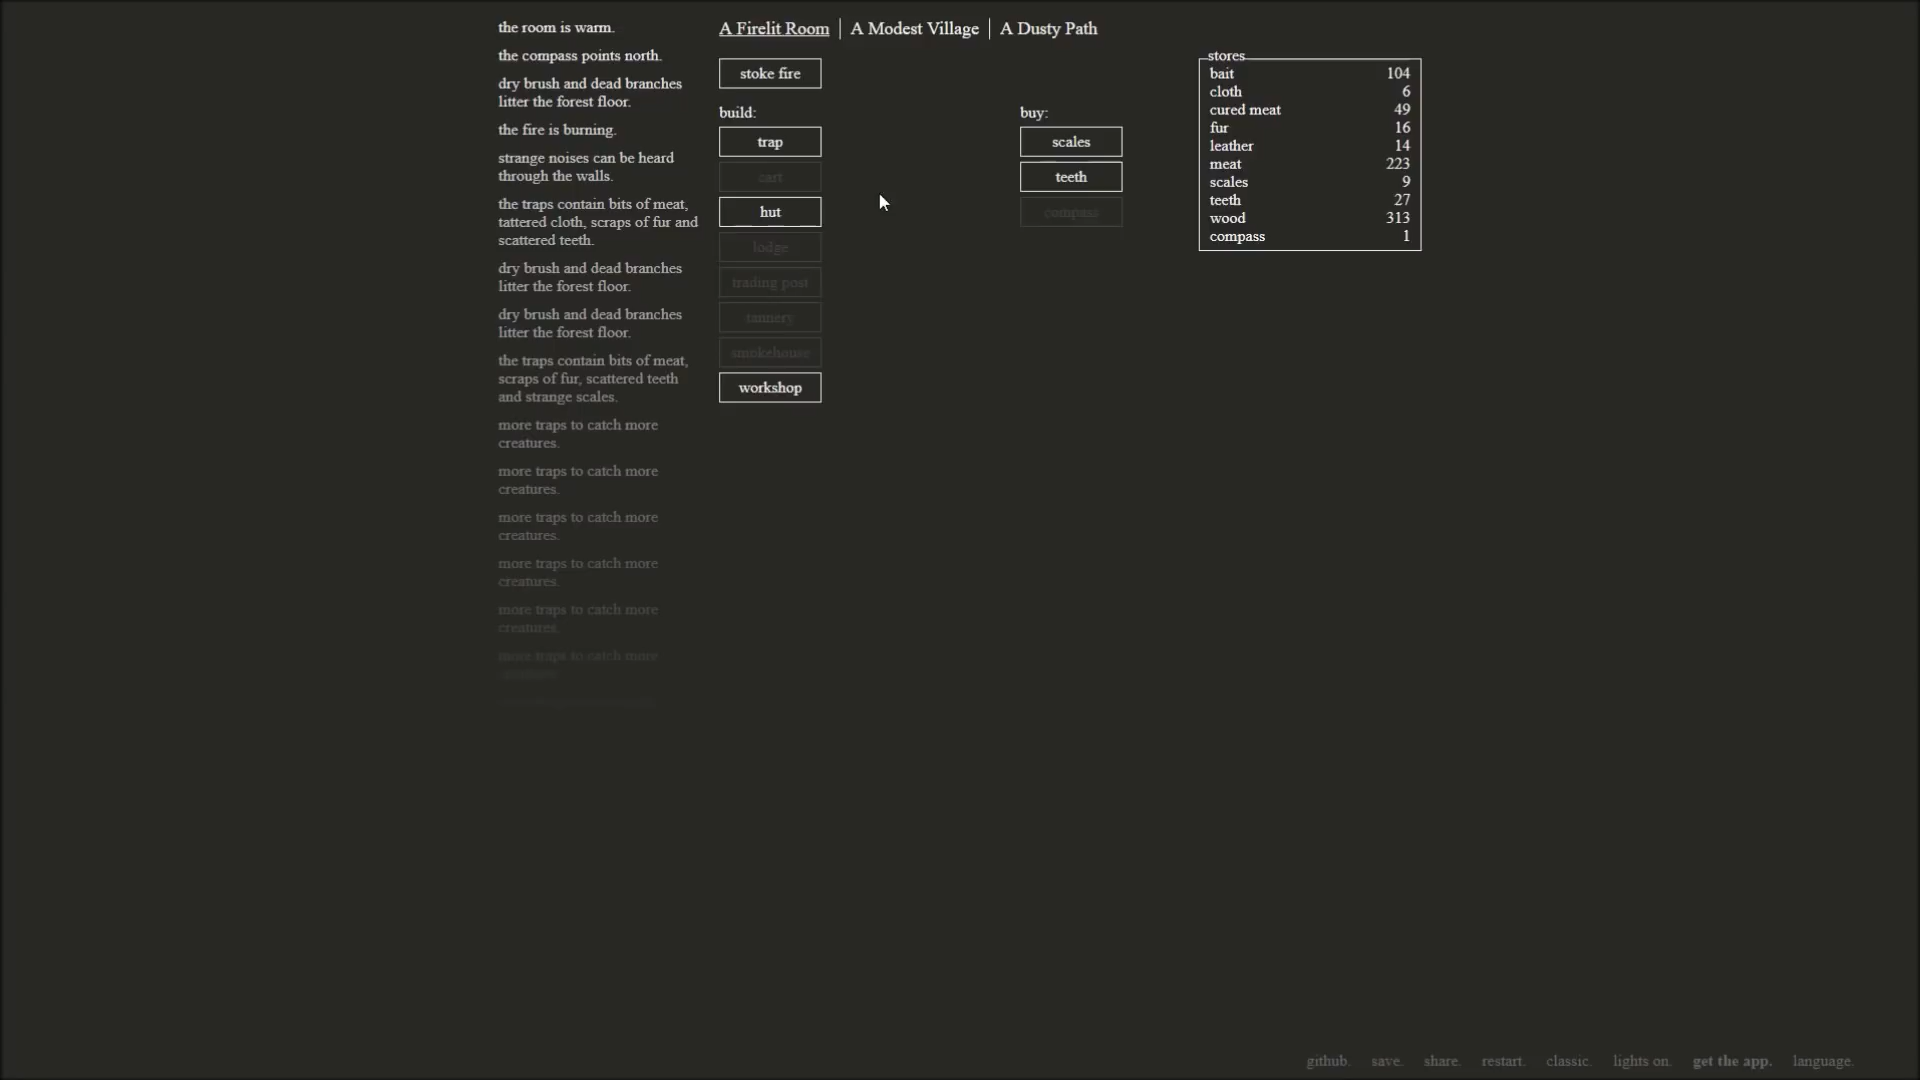 the room is warm.
the compass points north.
dry brush and dead branches
litter the forest floor.
the fire is burning.
strange noises can be heard
through the walls.
the traps contain bits of meat,
tattered cloth, scraps of fur and
scattered teeth.
dry brush and dead branches
litter the forest floor.
dry brush and dead branches
litter the forest floor.
the traps contain bits of meat,
scraps of fur, scattered teeth
and strange scales.
more traps to catch more
creatures.
more traps to catch more
creatures.
more traps to catch more
creatures.
more traps to catch more
creatures.
more traps to catch more
creatures.
more traps to catch more
creatures.
A Firelit Room | A Modest Village | A Dusty Path
stoke fire
build:
trap
cart
hut
lodge
trading post
tannery
smokehouse
workshop
buy:
scales
teeth
compass
stores
bait 104
cloth 6
cured meat 49
fur 16
leather 14
meat 223
scales 9
teeth 27
wood 313
compass 1
github. save. share. restart. classic. lights on. get the app. language.